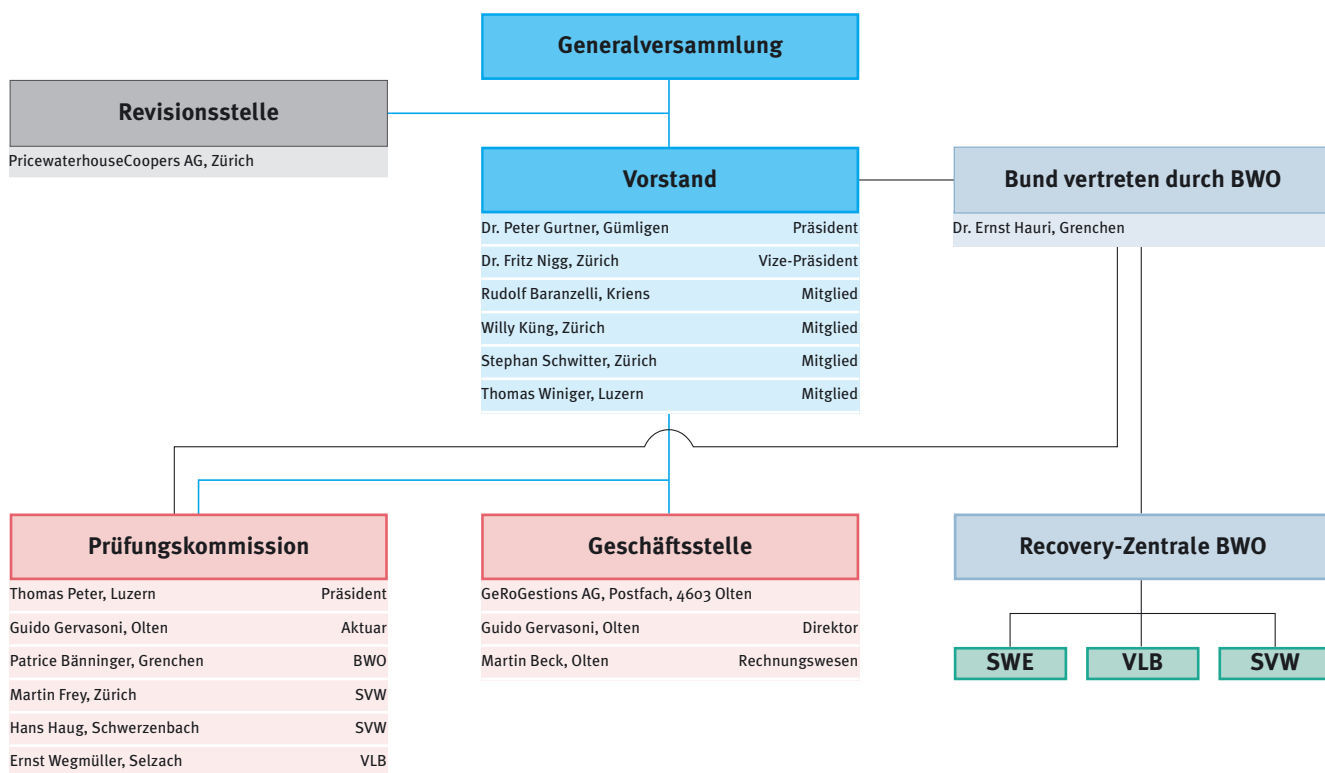 Generalversammlung
Revisionsstelle
PricewaterhouseCoopers AG, Zürich
Vorstand
Dr. Peter Gurtner, Gümligen Präsident
Dr. Fritz Nigg, Zürich Vize-Präsident
Rudolf Baranzelli, Kriens Mitglied
Willy Küng, Zürich Mitglied
Stephan Schwitter, Zürich Mitglied
Thomas Winiger, Luzern Mitglied
Bund vertreten durch BWO
Dr. Ernst Hauri, Grenchen
Prüfungskommission
Thomas Peter, Luzern Präsident
Guido Gervasoni, Olten Aktuar
Patrice Bänninger, Grenchen BWO
Martin Frey, Zürich SVW
Hans Haug, Schwerzenbach SVW
Ernst Wegmüller, Selzach VLB
Geschäftsstelle
GeRoGestions AG, Postfach, 4603 Olten
Guido Gervasoni, Olten Direktor
Martin Beck, Olten Rechnungswesen
Recovery-Zentrale BWO
SWE VLB SVW